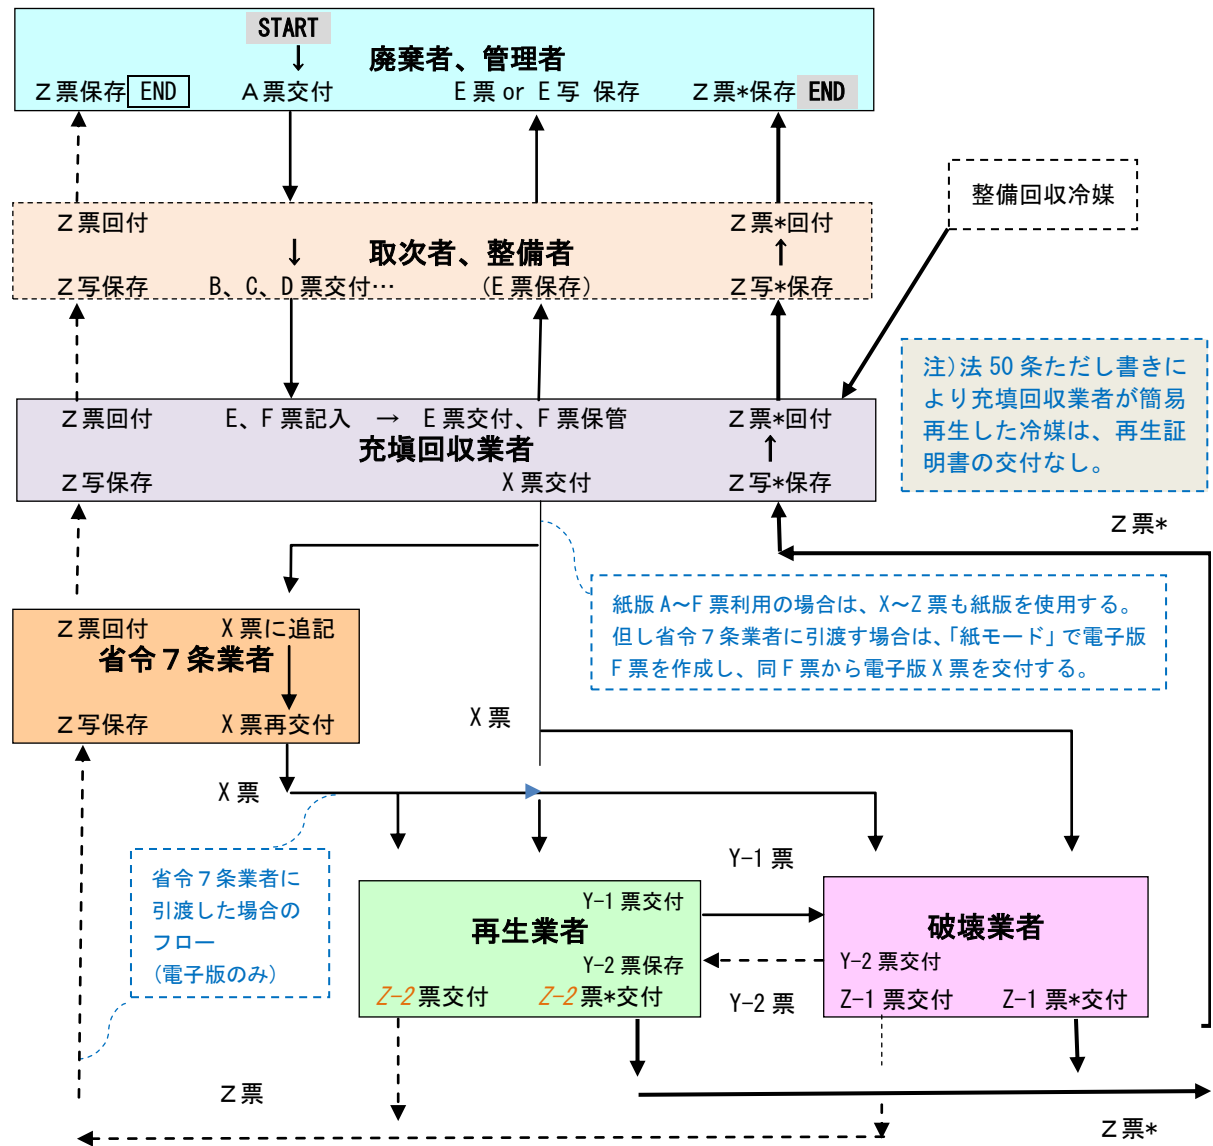 START
↓
廃棄者、管理者
Z票保存 END
A票交付
E票 or E写 保存
Z票*保存 END
整備回収冷媒
Z票回付
Z票*回付
↓
取次者、整備者
↑
Z写保存
B、C、D票交付…
(E票保存)
Z写*保存
注)法50条ただし書きに
より充填回収業者が簡易
再生した冷媒は、再生証
明書の交付なし。
Z票回付
E、F票記入 → E票交付、F票保管
Z票*回付
充塡回収業者
↑
Z写保存
X票交付
Z写*保存
Z票*
紙版A～F票利用の場合は、X～Z票も紙版を使用する。
但し省令7条業者に引渡す場合は、「紙モード」で電子版
F票を作成し、同F票から電子版X票を交付する。
Z票回付
X票に追記
省令7条業者
Z写保存
X票再交付
X票
X票
省令7条業者に
引渡した場合の
フロー
(電子版のみ)
Y-1票
Y-1票交付
再生業者
破壊業者
Y-2票保存
Y-2票交付
Z-2票交付
Z-2票*交付
Y-2票
Z-1票交付
Z-1票*交付
Z票
Z票*